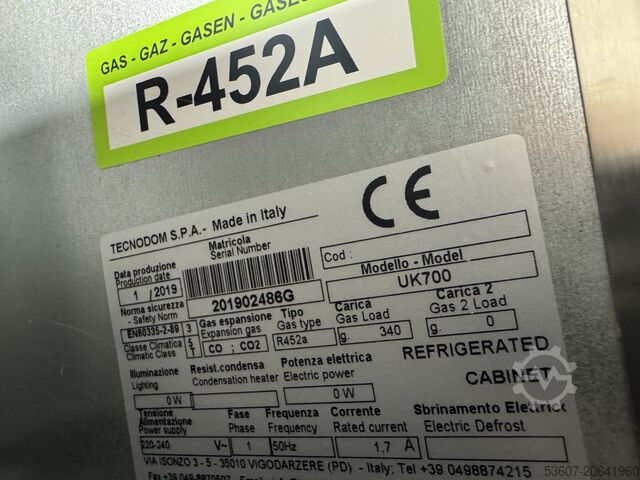 GAS - GAZ - GASEN - GASES
R-452A
TECNODOM S.P.A.- Made in Italy
CE
Matricola
Serial Number
201902486G
Data produzione
Production date
1 / 2019
Cod :
Modello - Model
UK700
Norma sicurezza
- Safety Norm
EN60335-2-89
Classe Climatica
Climatic Class
3
5
T
Gas espansione
Expansion gas
CO ; CO2
Tipo
Gas type
R452a
Carica
Gas Load
g. 340
Carica 2
Gas 2 Load
g. 0
Illuminazione
Lighting
0 W
Resist.condensa
Condensation heater
0 W
Potenza elettrica
Electric power
REFRIGERATED
CABINET
Tensione
Alimentazione
Power supply
220-240 V~
Fase
Phase
1
Frequenza
Frequency
50Hz
Corrente
Rated current
1.7 A
Sbrinamento Elettrico
Electric Defrost
VIA ISONZO 3 - 5 - 35010 VIGODARZERE (PD) - Italy: Tel +39 0498874215
53607-20641960